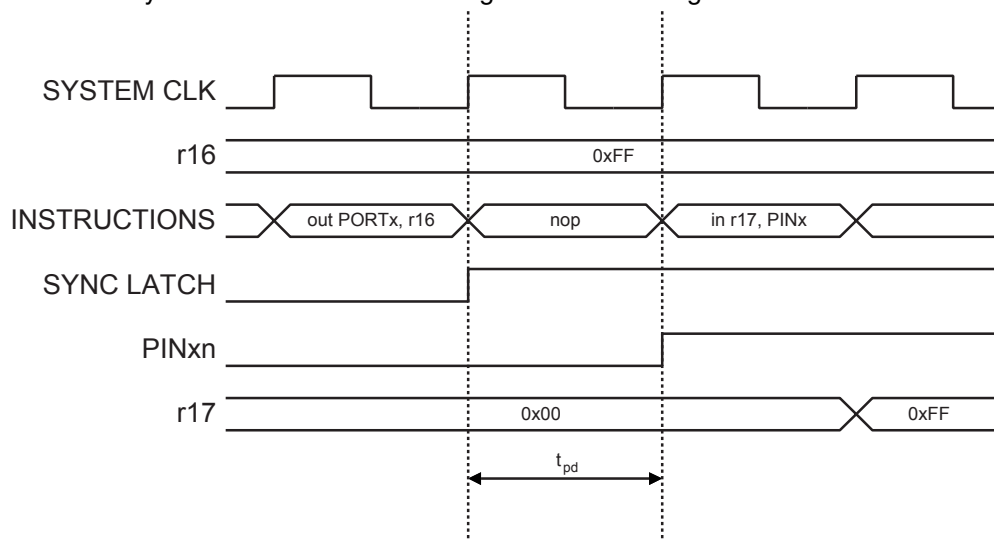 SYSTEM CLK
r16
0xFF
INSTRUCTIONS
out PORTx, r16
nop
in r17, PINx
SYNC LATCH
PINxn
r17
0x00
0xFF
tpd